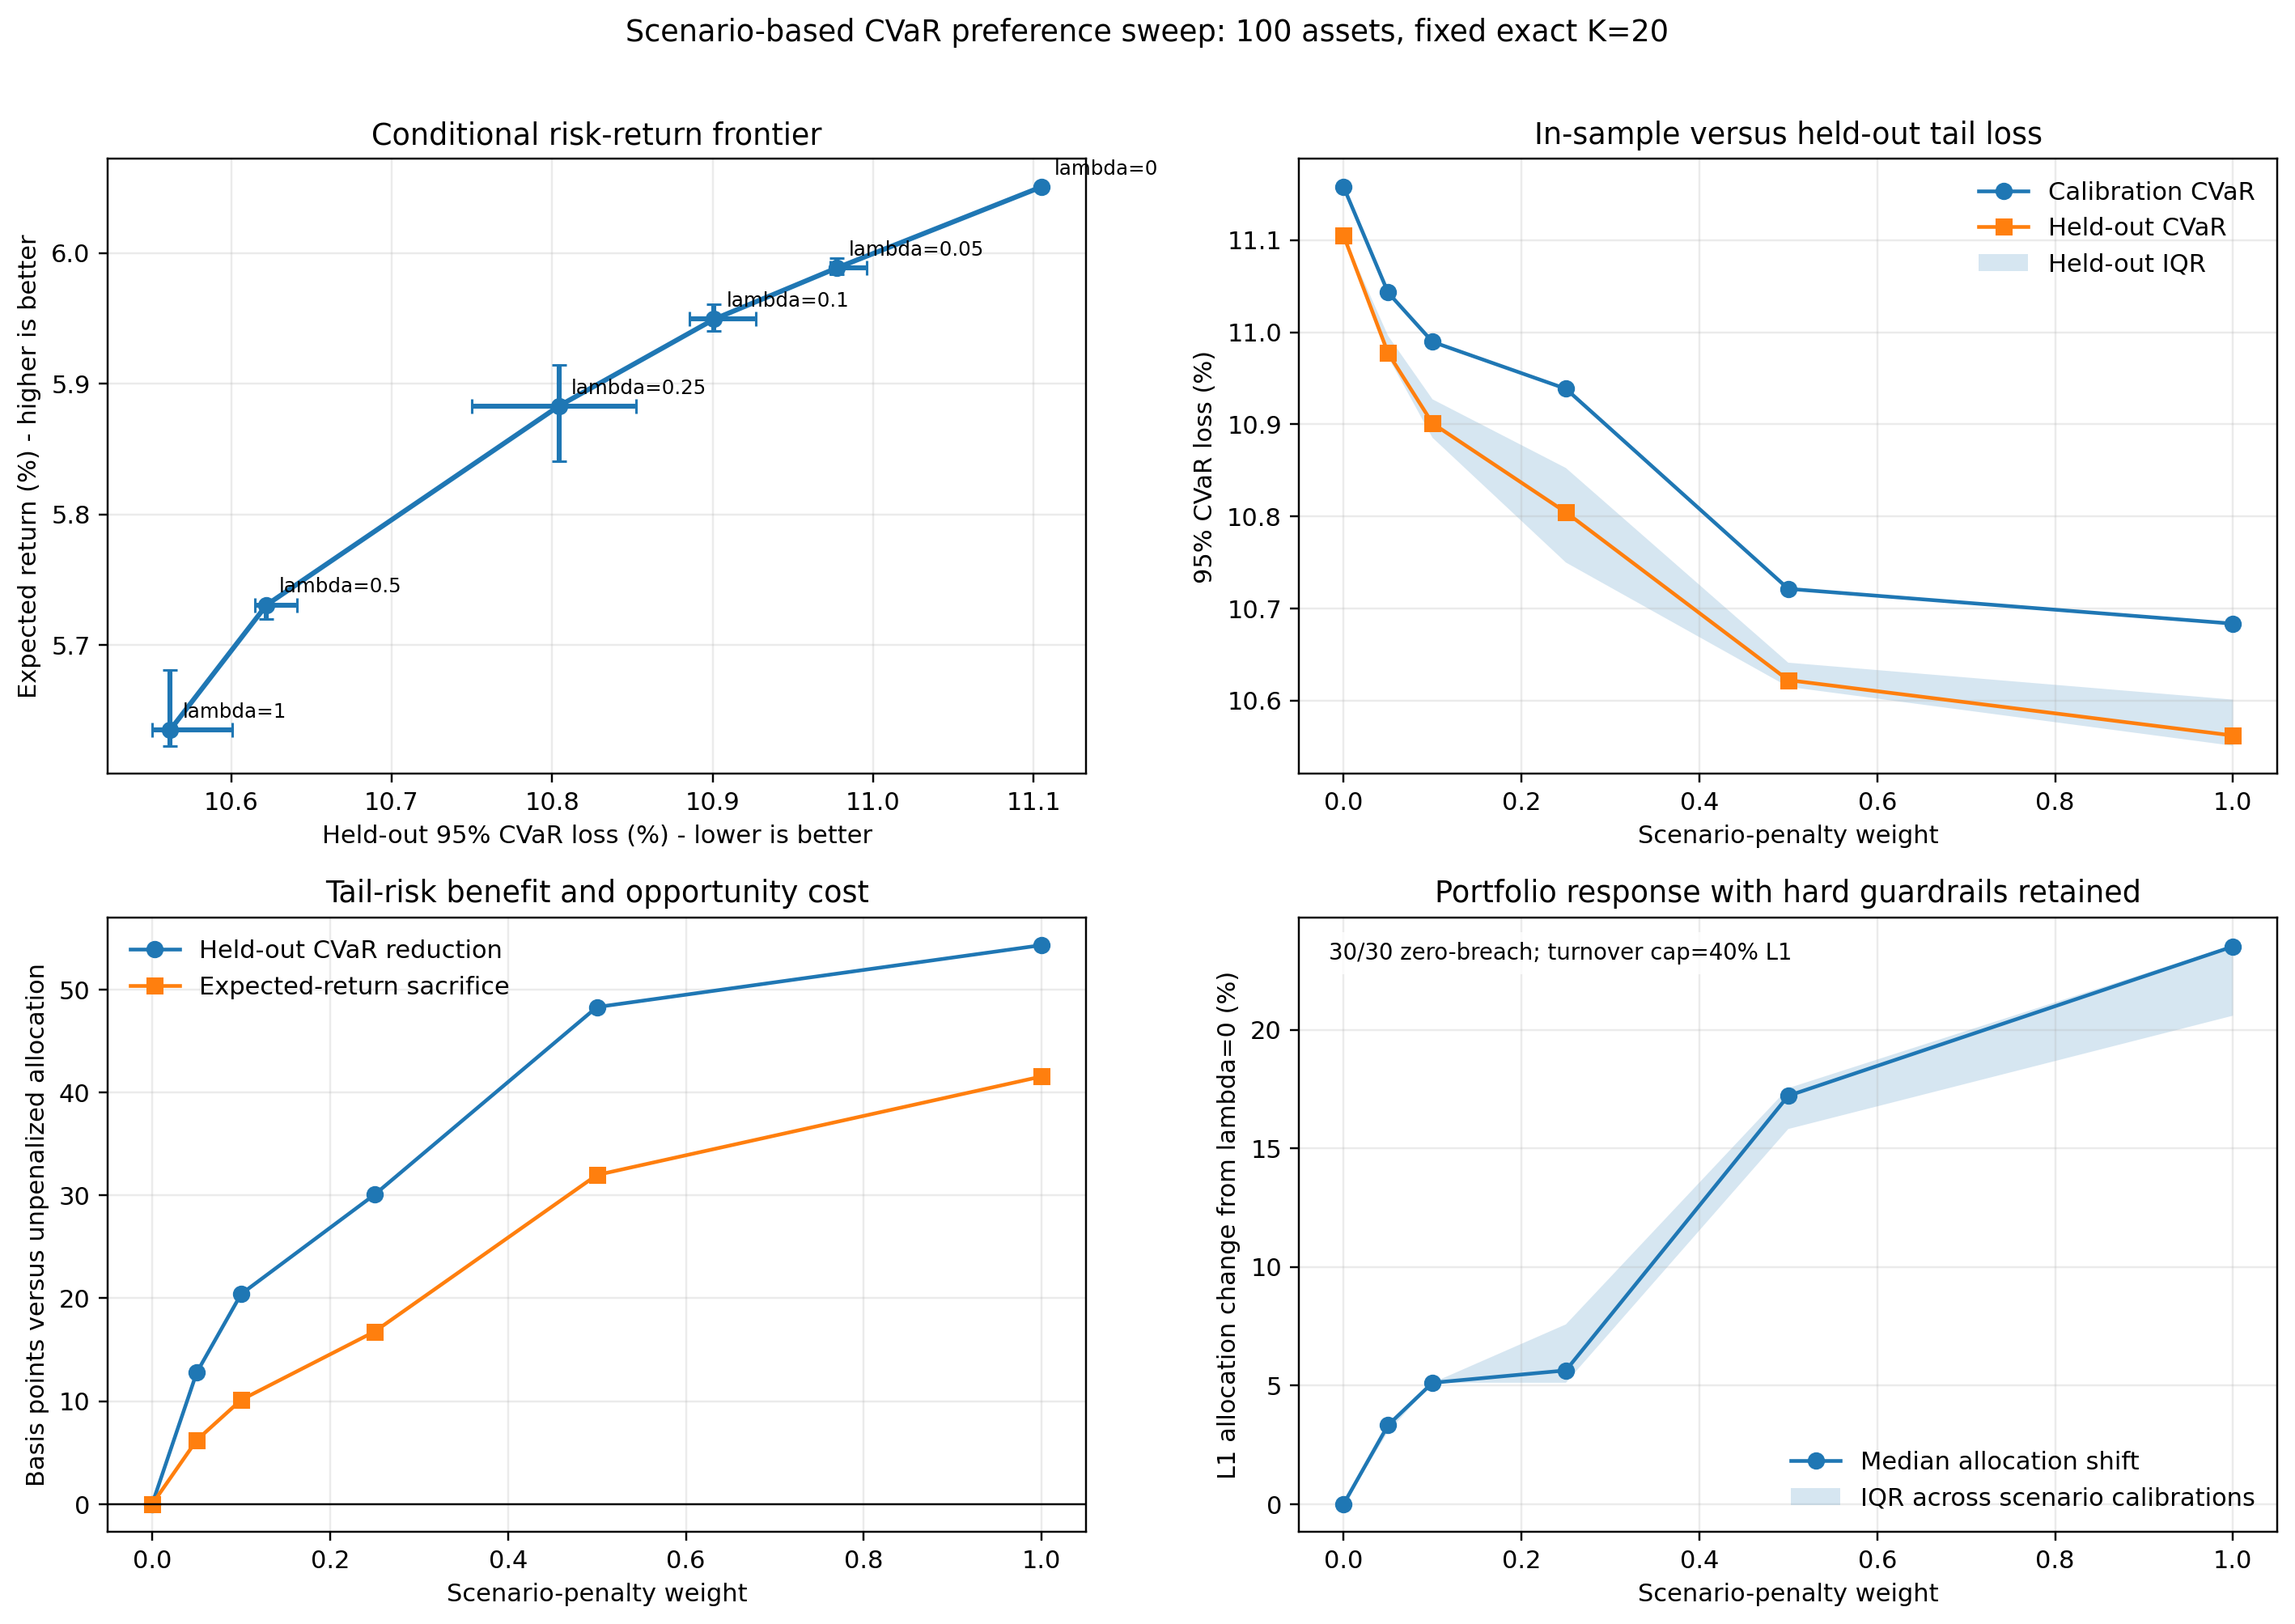 Scenario-based CVaR preference sweep: 100 assets, fixed exact K=20
Conditional risk-return frontier
lambda=0
lambda=0.05
lambda=0.1
lambda=0.25
lambda=0.5
lambda=1
6.0
5.9
5.8
5.7
Expected return (%) - higher is better
10.6 10.7 10.8 10.9 11.0 11.1
Held-out 95% CVaR loss (%) - lower is better
In-sample versus held-out tail loss
Calibration CVaR
Held-out CVaR
Held-out IQR
11.1
11.0
10.9
10.8
10.7
10.6
95% CVaR loss (%)
0.0 0.2 0.4 0.6 0.8 1.0
Scenario-penalty weight
Tail-risk benefit and opportunity cost
Held-out CVaR reduction
Expected-return sacrifice
50
40
30
20
10
0
Basis points versus unpenalized allocation
0.0 0.2 0.4 0.6 0.8 1.0
Scenario-penalty weight
Portfolio response with hard guardrails retained
30/30 zero-breach; turnover cap=40% L1
20
15
10
5
0
L1 allocation change from lambda=0 (%)
Median allocation shift
IQR across scenario calibrations
0.0 0.2 0.4 0.6 0.8 1.0
Scenario-penalty weight